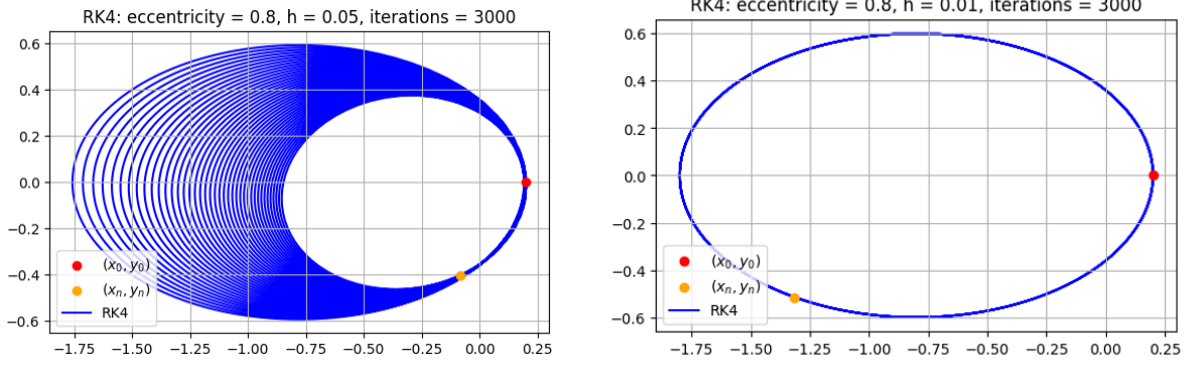 RK4: eccentricity = 0.8, h = 0.05, iterations = 3000
0.6
0.4
0.2
0.0
−0.2
−0.4
−0.6
(x₀, y₀)
(xₙ, yₙ)
RK4
−1.75 −1.50 −1.25 −1.00 −0.75 −0.50 −0.25 0.00 0.25
RK4: eccentricity = 0.8, h = 0.01, iterations = 3000
0.6
0.4
0.2
0.0
−0.2
−0.4
−0.6
(x₀, y₀)
(xₙ, yₙ)
RK4
−1.75 −1.50 −1.25 −1.00 −0.75 −0.50 −0.25 0.00 0.25